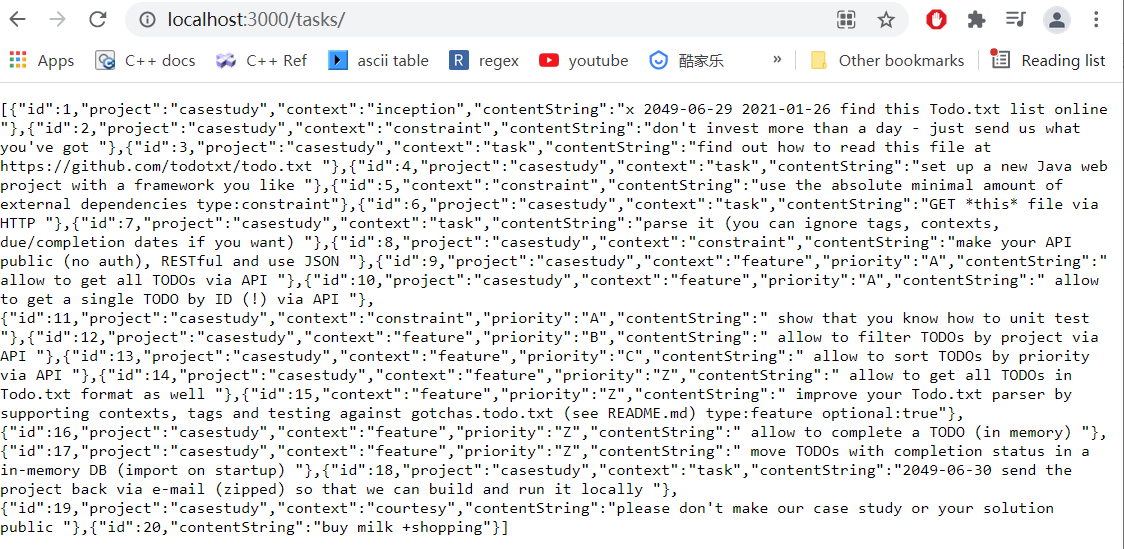 localhost:3000/tasks/
Apps C++ docs C++ Ref ascii table R regex youtube 酷家乐 » Other bookmarks Reading list
[{"id":1,"project":"casestudy","context":"inception","contentString":"x 2049-06-29 2021-01-26 find this Todo.txt list online
"},{"id":2,"project":"casestudy","context":"constraint","contentString":"don't invest more than a day - just send us what
you've got "},{"id":3,"project":"casestudy","context":"task","contentString":"find out how to read this file at
https://github.com/todotxt/todo.txt "},{"id":4,"project":"casestudy","context":"task","contentString":"set up a new Java web
project with a framework you like "},{"id":5,"context":"constraint","contentString":"use the absolute minimal amount of
external dependencies type:constraint"},{"id":6,"project":"casestudy","context":"task","contentString":"GET *this* file via
HTTP "},{"id":7,"project":"casestudy","context":"task","contentString":"parse it (you can ignore tags, contexts,
due/completion dates if you want) "},{"id":8,"project":"casestudy","context":"constraint","contentString":"make your API
public (no auth), RESTful and use JSON "},{"id":9,"project":"casestudy","context":"feature","priority":"A","contentString":"
allow to get all TODOs via API "},{"id":10,"project":"casestudy","context":"feature","priority":"A","contentString":" allow
to get a single TODO by ID (!) via API "},
{"id":11,"project":"casestudy","context":"constraint","priority":"A","contentString":" show that you know how to unit test
"},{"id":12,"project":"casestudy","context":"feature","priority":"B","contentString":" allow to filter TODOs by project via
API "},{"id":13,"project":"casestudy","context":"feature","priority":"C","contentString":" allow to sort TODOs by priority
via API "},{"id":14,"project":"casestudy","context":"feature","priority":"Z","contentString":" allow to get all TODOs in
Todo.txt format as well "},{"id":15,"project":"casestudy","context":"feature","priority":"Z","contentString":" improve your Todo.txt parser by
supporting contexts, tags and testing against gotchas.todo.txt (see README.md) type:feature optional:true"},
{"id":16,"project":"casestudy","context":"feature","priority":"Z","contentString":" allow to complete a TODO (in memory) "},
{"id":17,"project":"casestudy","context":"feature","priority":"Z","contentString":" move TODOs with completion status in a
in-memory DB (import on startup) "},{"id":18,"project":"casestudy","context":"task","contentString":"2049-06-30 send the
project back via e-mail (zipped) so that we can build and run it locally "},
{"id":19,"project":"casestudy","context":"courtesy","contentString":"please don't make our case study or your solution
public "},{"id":20,"contentString":"buy milk +shopping"}]